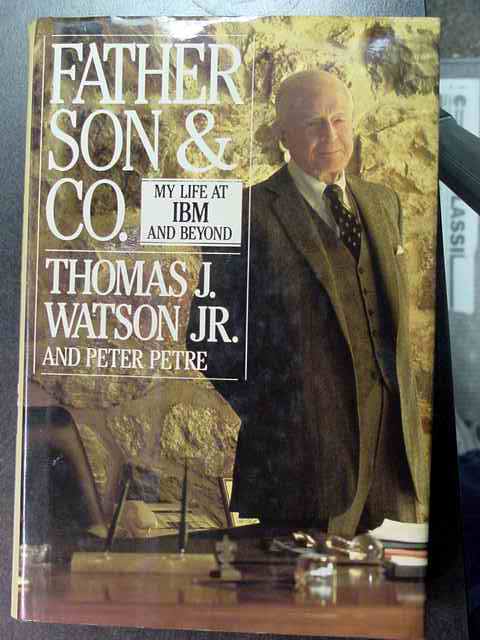 FATHER
SON &
CO.
MY LIFE AT
IBM
AND BEYOND
THOMAS J.
WATSON JR.
AND PETER PETRE